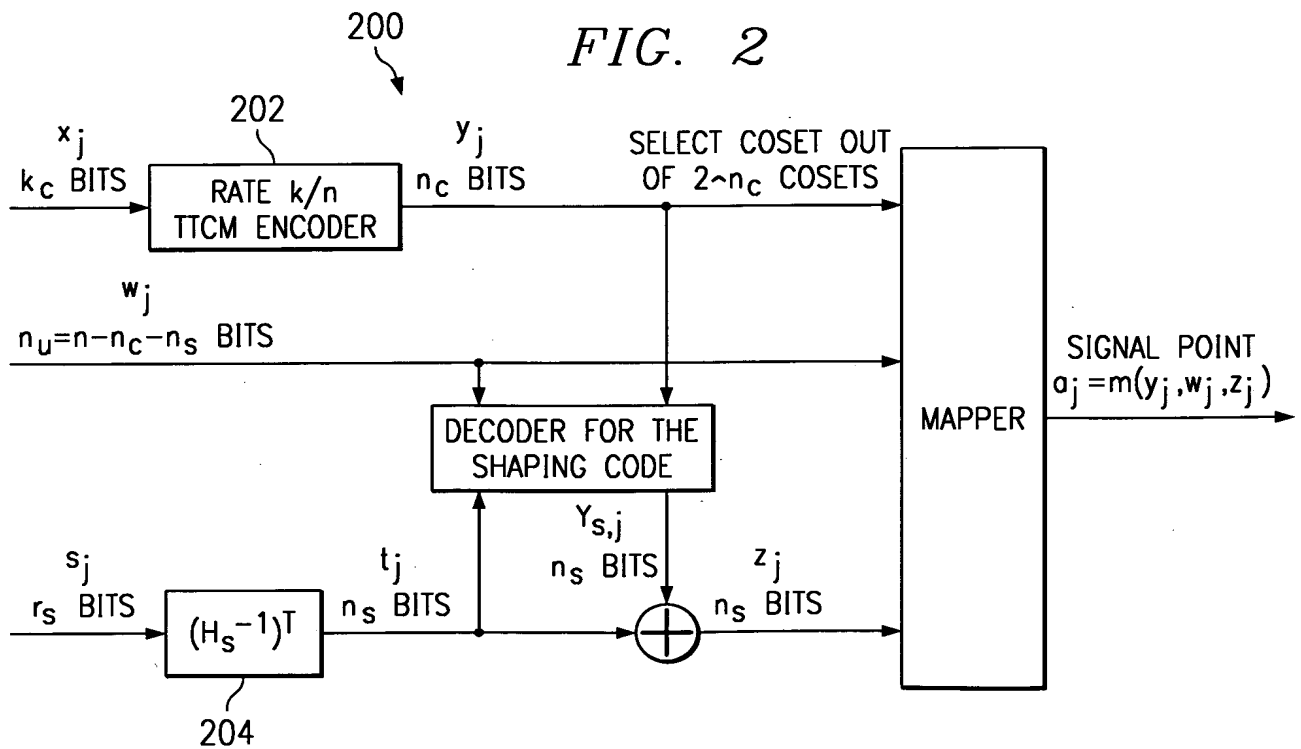 200
FIG. 2
202
x_j
k_c BITS
RATE k/n
TTCM ENCODER
y_j
n_c BITS
SELECT COSET OUT
OF 2^n_c COSETS
w_j
n_u=n-n_c-n_s BITS
DECODER FOR THE
SHAPING CODE
MAPPER
SIGNAL POINT
a_j=m(y_j,w_j,z_j)
s_j
r_s BITS
(H_s^-1)^T
t_j
n_s BITS
Y_s,j
n_s BITS
z_j
n_s BITS
204